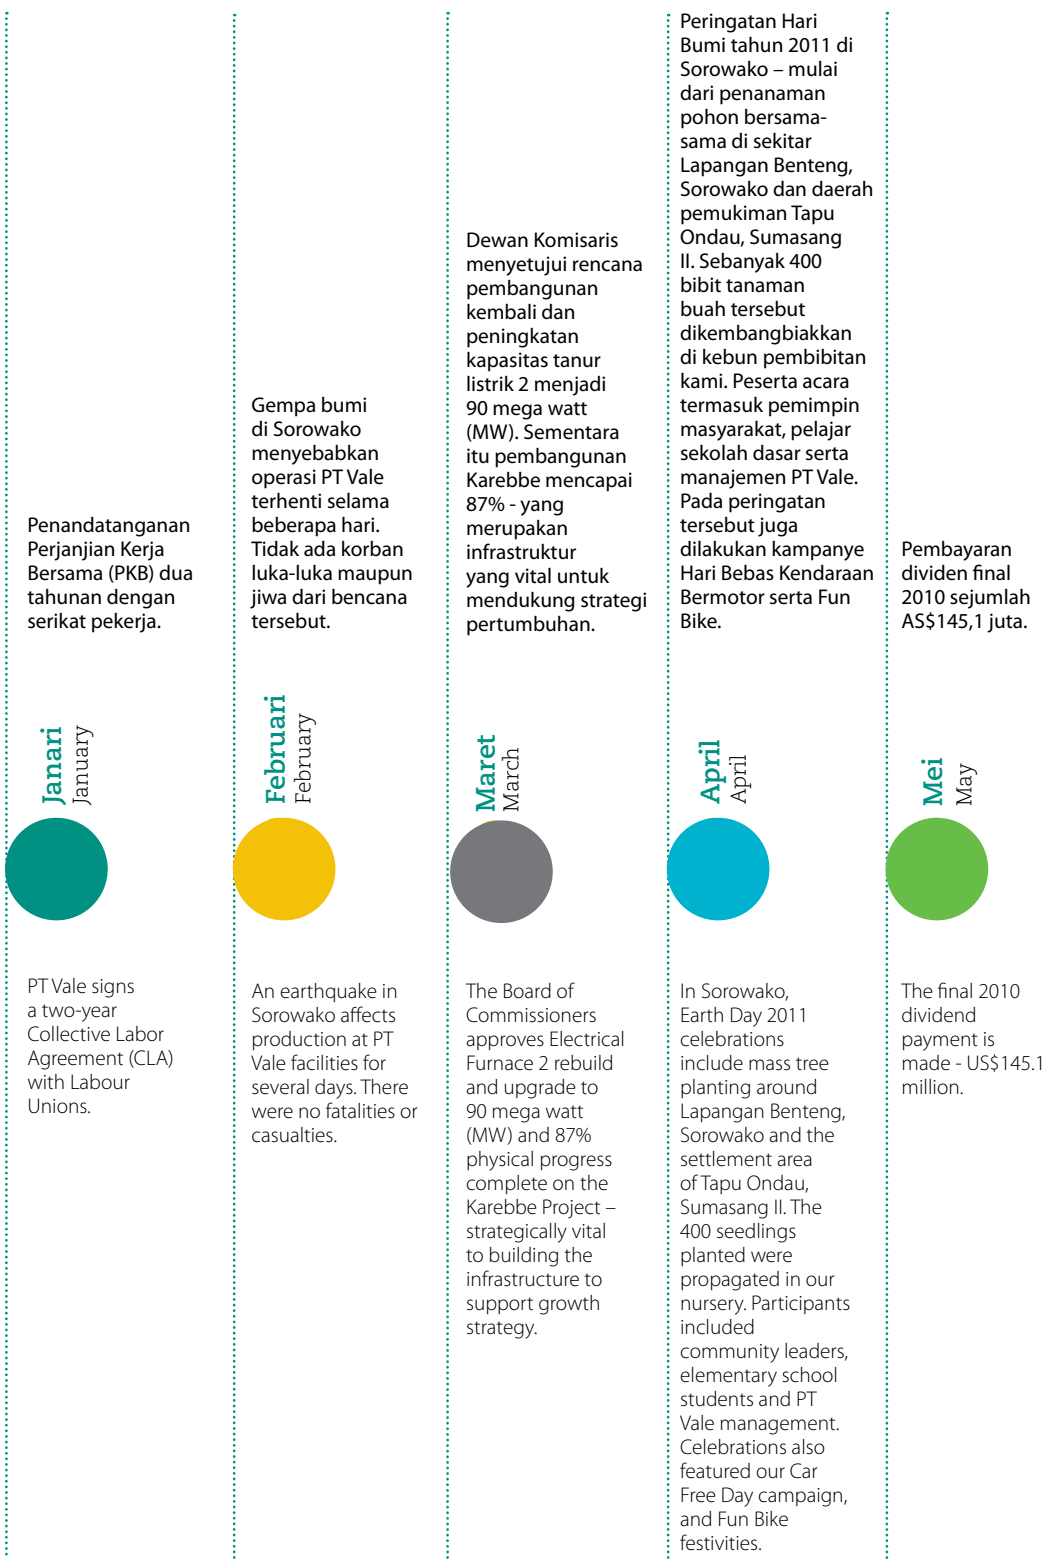 Penandatanganan
Perjanjian Kerja
Bersama (PKB) dua
tahunan dengan
serikat pekerja.
Gempa bumi
di Sorowako
menyebabkan
operasi PT Vale
terhenti selama
beberapa hari.
Tidak ada korban
luka-luka maupun
jiwa dari bencana
tersebut.
Dewan Komisaris
menyetujui rencana
pembangunan
kembali dan
peningkatan
kapasitas tanur
listrik 2 menjadi
90 mega watt
(MW). Sementara
itu pembangunan
Karebbe mencapai
87% - yang
merupakan
infrastruktur
yang vital untuk
mendukung strategi
pertumbuhan.
Peringatan Hari
Bumi tahun 2011 di
Sorowako – mulai
dari penanaman
pohon bersama-
sama di sekitar
Lapangan Benteng,
Sorowako dan daerah
pemukiman Tapu
Ondau, Sumasang
II. Sebanyak 400
bibit tanaman
buah tersebut
dikembangbiakkan
di kebun pembibitan
kami. Peserta acara
termasuk pemimpin
masyarakat, pelajar
sekolah dasar serta
manajemen PT Vale.
Pada peringatan
tersebut juga
dilakukan kampanye
Hari Bebas Kendaraan
Bermotor serta Fun
Bike.
Pembayaran
dividen final
2010 sejumlah
AS$145,1 juta.
Janari
January
Februari
February
Maret
March
April
April
Mei
May
PT Vale signs
a two-year
Collective Labor
Agreement (CLA)
with Labour
Unions.
An earthquake in
Sorowako affects
production at PT
Vale facilities for
several days. There
were no fatalities or
casualties.
The Board of
Commissioners
approves Electrical
Furnace 2 rebuild
and upgrade to
90 mega watt
(MW) and 87%
physical progress
complete on the
Karebbe Project –
strategically vital
to building the
infrastructure to
support growth
strategy.
In Sorowako,
Earth Day 2011
celebrations
include mass tree
planting around
Lapangan Benteng,
Sorowako and the
settlement area
of Tapu Ondau,
Sumasang II. The
400 seedlings
planted were
propagated in our
nursery. Participants
included
community leaders,
elementary school
students and PT
Vale management.
Celebrations also
featured our Car
Free Day campaign,
and Fun Bike
festivities.
The final 2010
dividend
payment is
made - US$145.1
million.